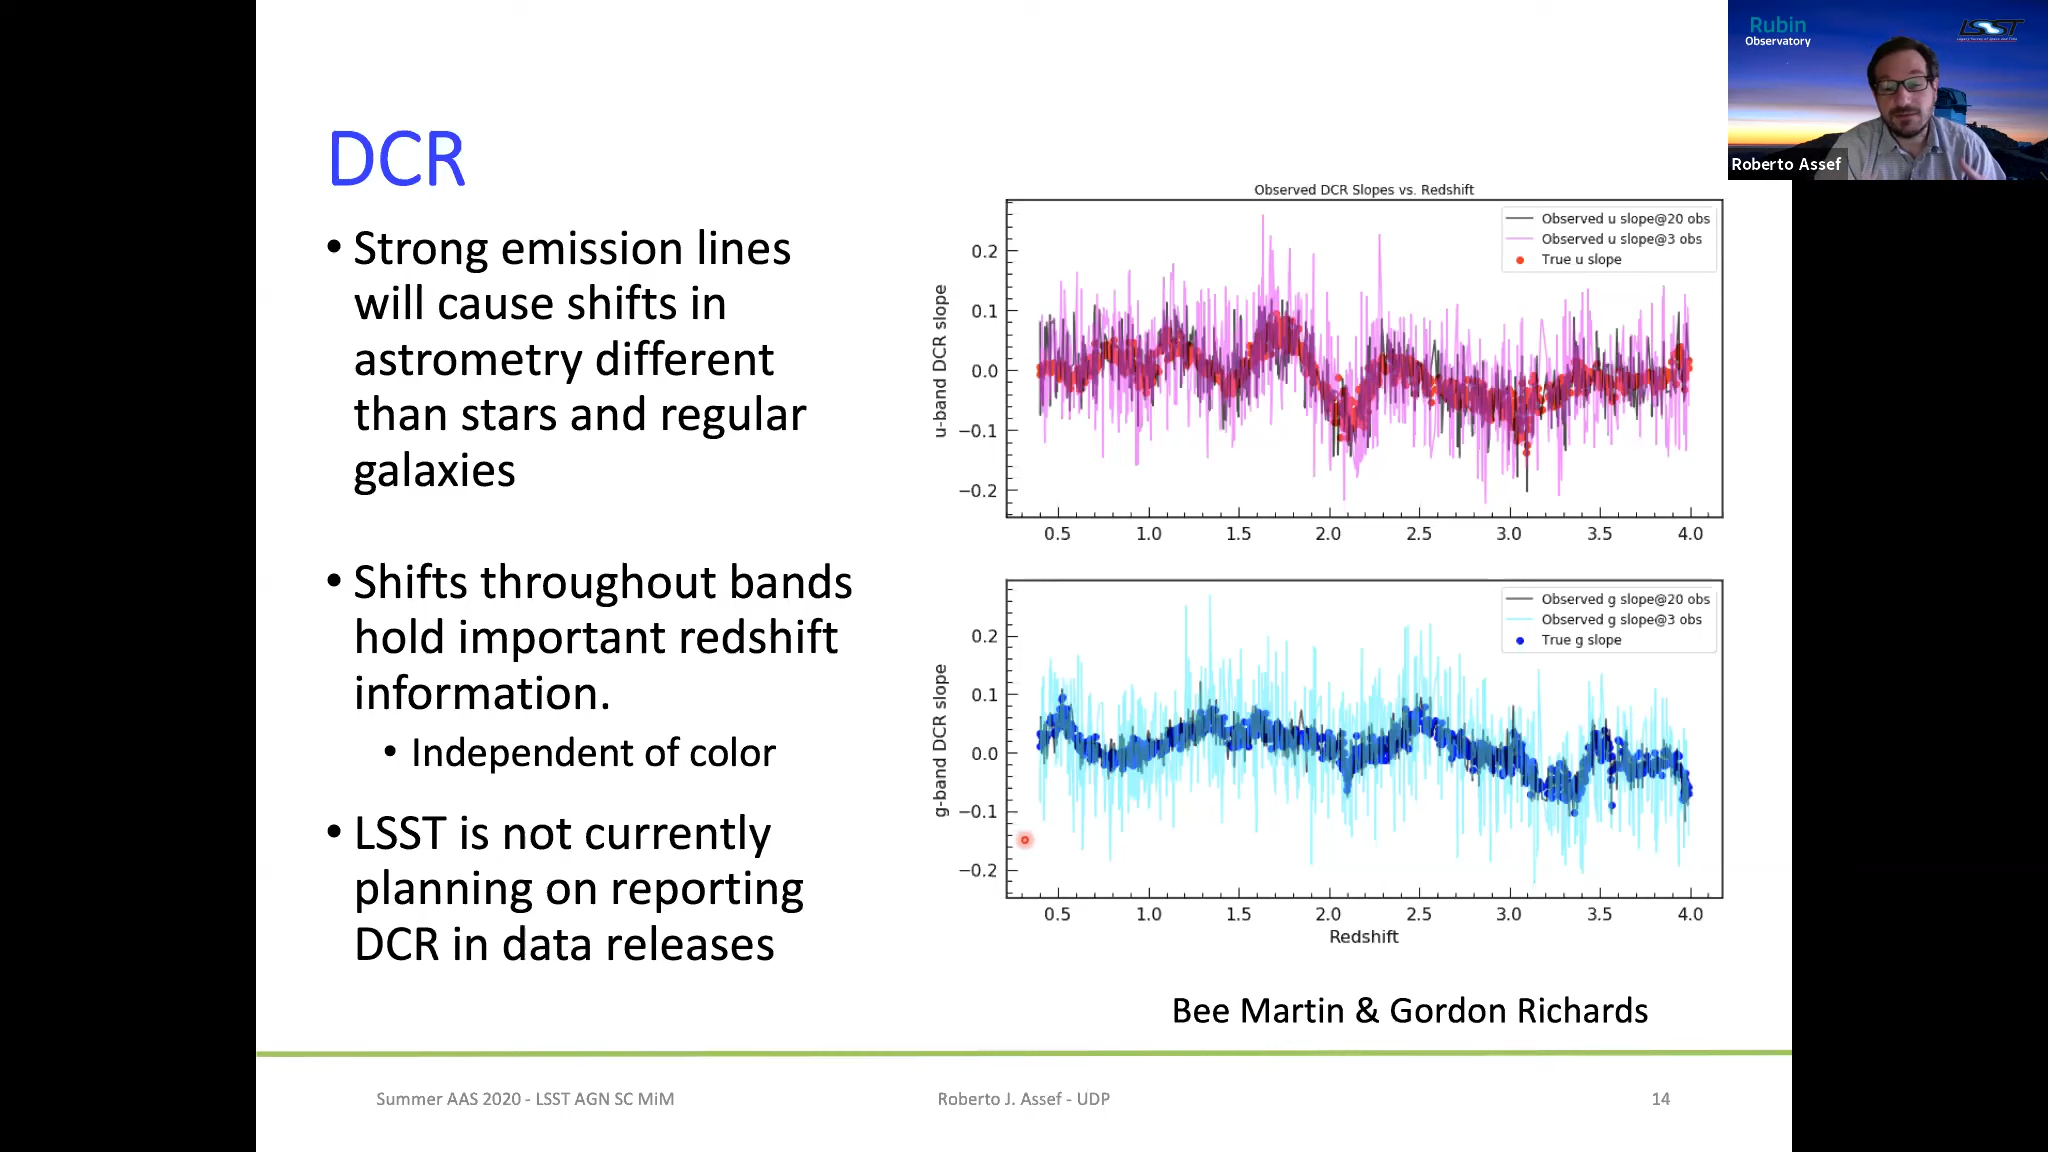 Rubin
Observatory
LSST
Roberto Assef
DCR
• Strong emission lines
will cause shifts in
astrometry different
than stars and regular
galaxies
• Shifts throughout bands
hold important redshift
information.
• Independent of color
• LSST is not currently
planning on reporting
DCR in data releases
Observed DCR Slopes vs. Redshift
Observed u slope@20 obs
Observed u slope@3 obs
True u slope
u-band DCR slope
0.2
0.1
0.0
−0.1
−0.2
0.5 1.0 1.5 2.0 2.5 3.0 3.5 4.0
Observed g slope@20 obs
Observed g slope@3 obs
True g slope
g-band DCR slope
0.2
0.1
0.0
−0.1
−0.2
0.5 1.0 1.5 2.0 2.5 3.0 3.5 4.0
Redshift
Bee Martin & Gordon Richards
Summer AAS 2020 - LSST AGN SC MiM
Roberto J. Assef - UDP
14